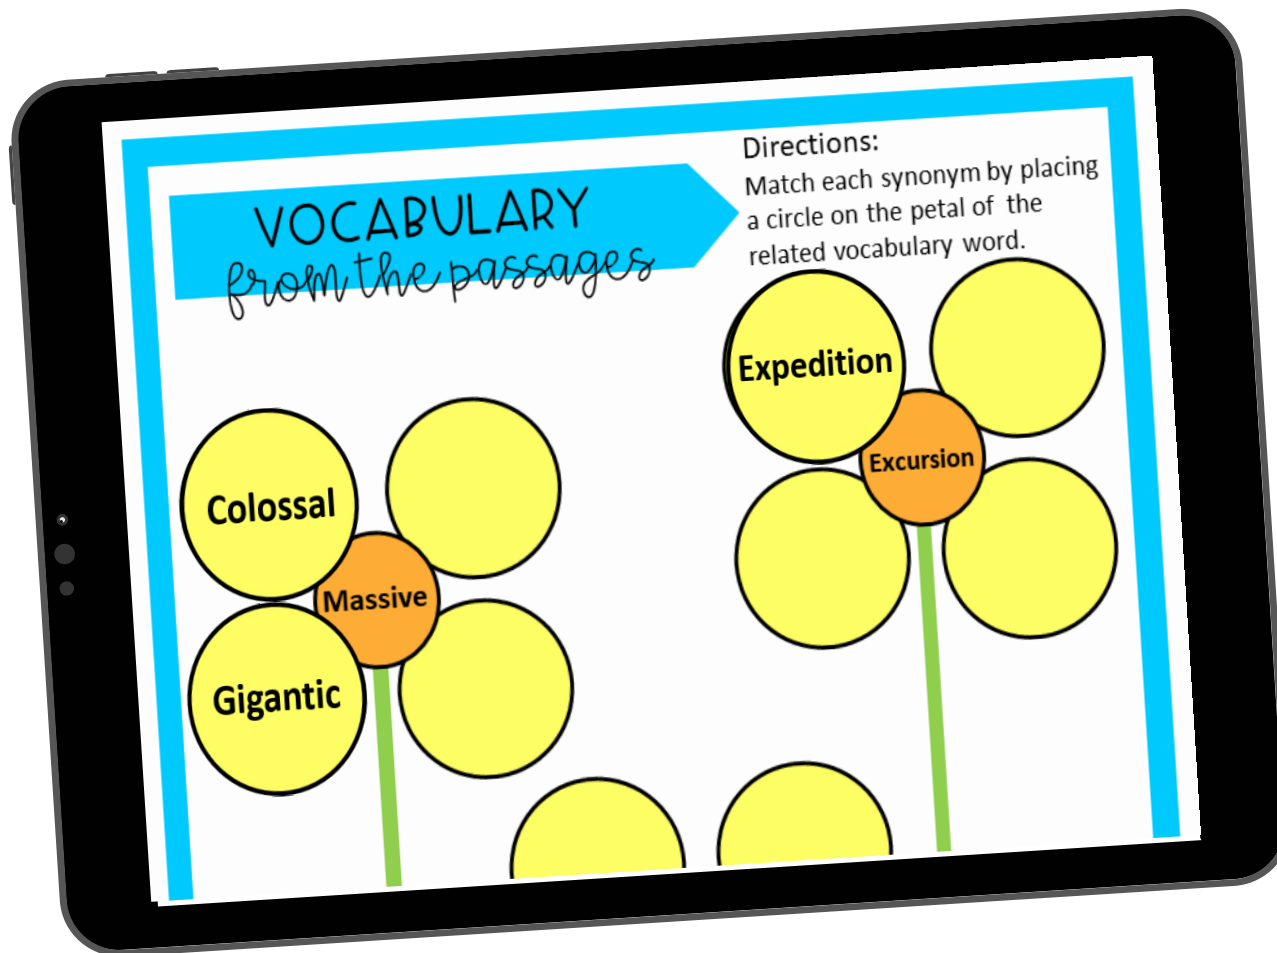 VOCABULARY
from the passages
Directions:
Match each synonym by placing
a circle on the petal of the
related vocabulary word.
Expedition
Excursion
Colossal
Massive
Gigantic